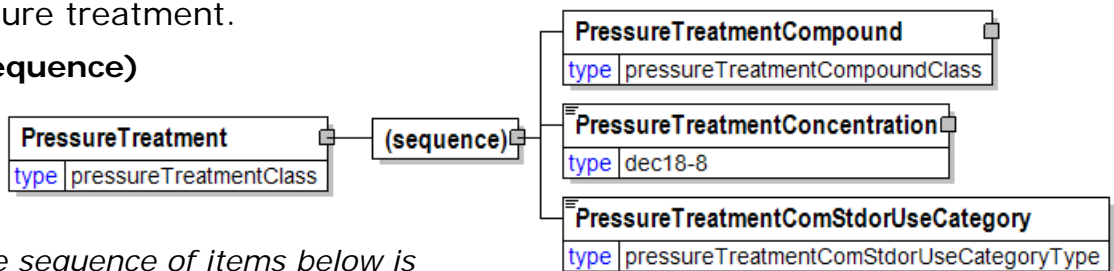 ure treatment.
equence)
PressureTreatment
type pressureTreatmentClass
(sequence)
PressureTreatmentCompound
type pressureTreatmentCompoundClass
PressureTreatmentConcentration
type dec18-8
PressureTreatmentComStdorUseCategory
type pressureTreatmentComStdorUseCategoryType
e sequence of items below is